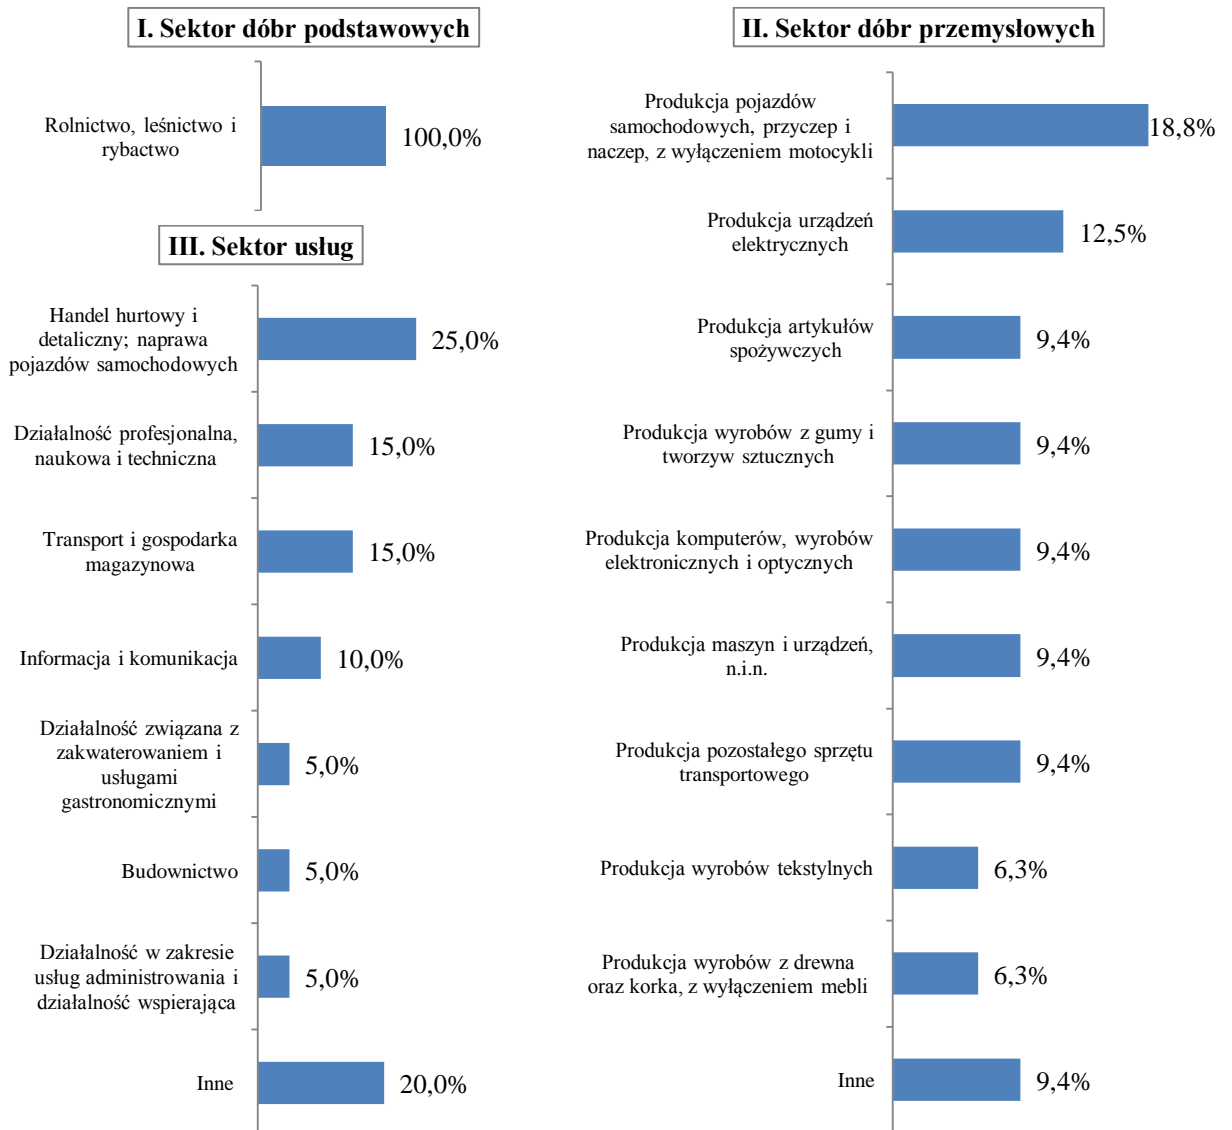 I. Sektor dóbr podstawowych
Rolnictwo, leśnictwo i
rybactwo
100,0%
III. Sektor usług
Handel hurtowy i
detaliczny; naprawa
pojazdów samochodowych
25,0%
Działalność profesjonalna,
naukowa i techniczna
15,0%
Transport i gospodarka
magazynowa
15,0%
Informacja i komunikacja
10,0%
Działalność związana z
zakwaterowaniem i
usługami
gastronomicznymi
5,0%
Budownictwo
5,0%
Działalność w zakresie
usług administrowania i
działalność wspierająca
5,0%
Inne
20,0%
II. Sektor dóbr przemysłowych
Produkcja pojazdów
samochodowych, przyczep i
naczep, z wyłączeniem motocykli
18,8%
Produkcja urządzeń
elektrycznych
12,5%
Produkcja artykułów
spożywczych
9,4%
Produkcja wyrobów z gumy i
tworzyw sztucznych
9,4%
Produkcja komputerów, wyrobów
elektronicznych i optycznych
9,4%
Produkcja maszyn i urządzeń,
n.i.n.
9,4%
Produkcja pozostałego sprzętu
transportowego
9,4%
Produkcja wyrobów tekstylnych
6,3%
Produkcja wyrobów z drewna
oraz korka, z wyłączeniem mebli
6,3%
Inne
9,4%